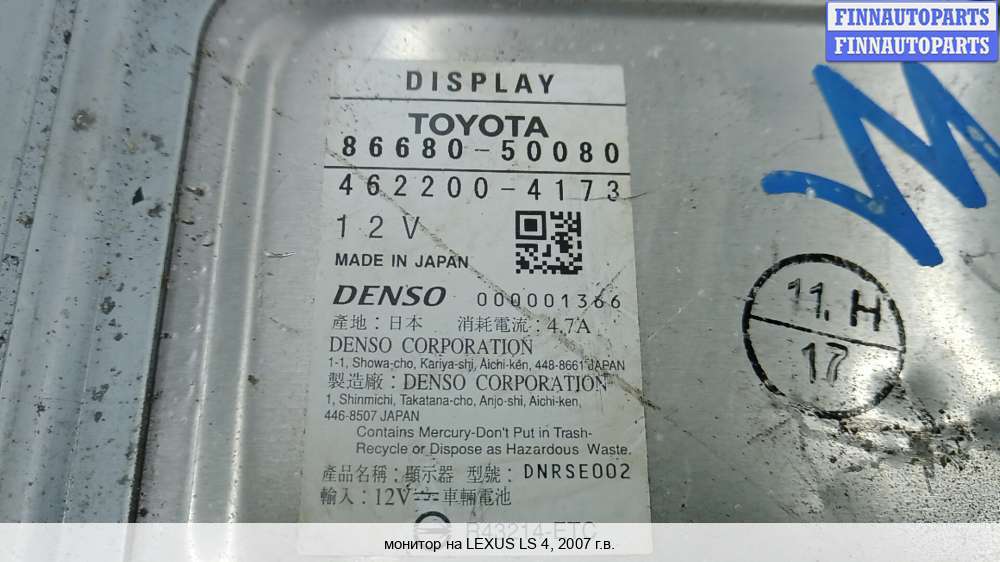 FINNAUTOPARTS
FINNAUTOPARTS
DISPLAY
TOYOTA
86680-50080
462200-4173
12V
MADE IN JAPAN
DENSO 000001366
產地：日本 消耗電流：4.7A
DENSO CORPORATION
1-1, Showa-cho, Kariya-shi, Aichi-ken, 448-8661 JAPAN
製造廠：DENSO CORPORATION
1, Shinmichi, Takatana-cho, Anjo-shi, Aichi-ken,
446-8507 JAPAN
Contains Mercury-Don't Put in Trash-
Recycle or Dispose as Hazardous Waste.
產品名稱：顯示器 型號：DNRSE002
輸入：12V⎓車輛電池
R43214-ETC
11.H
17
M
монитор на LEXUS LS 4, 2007 г.в.